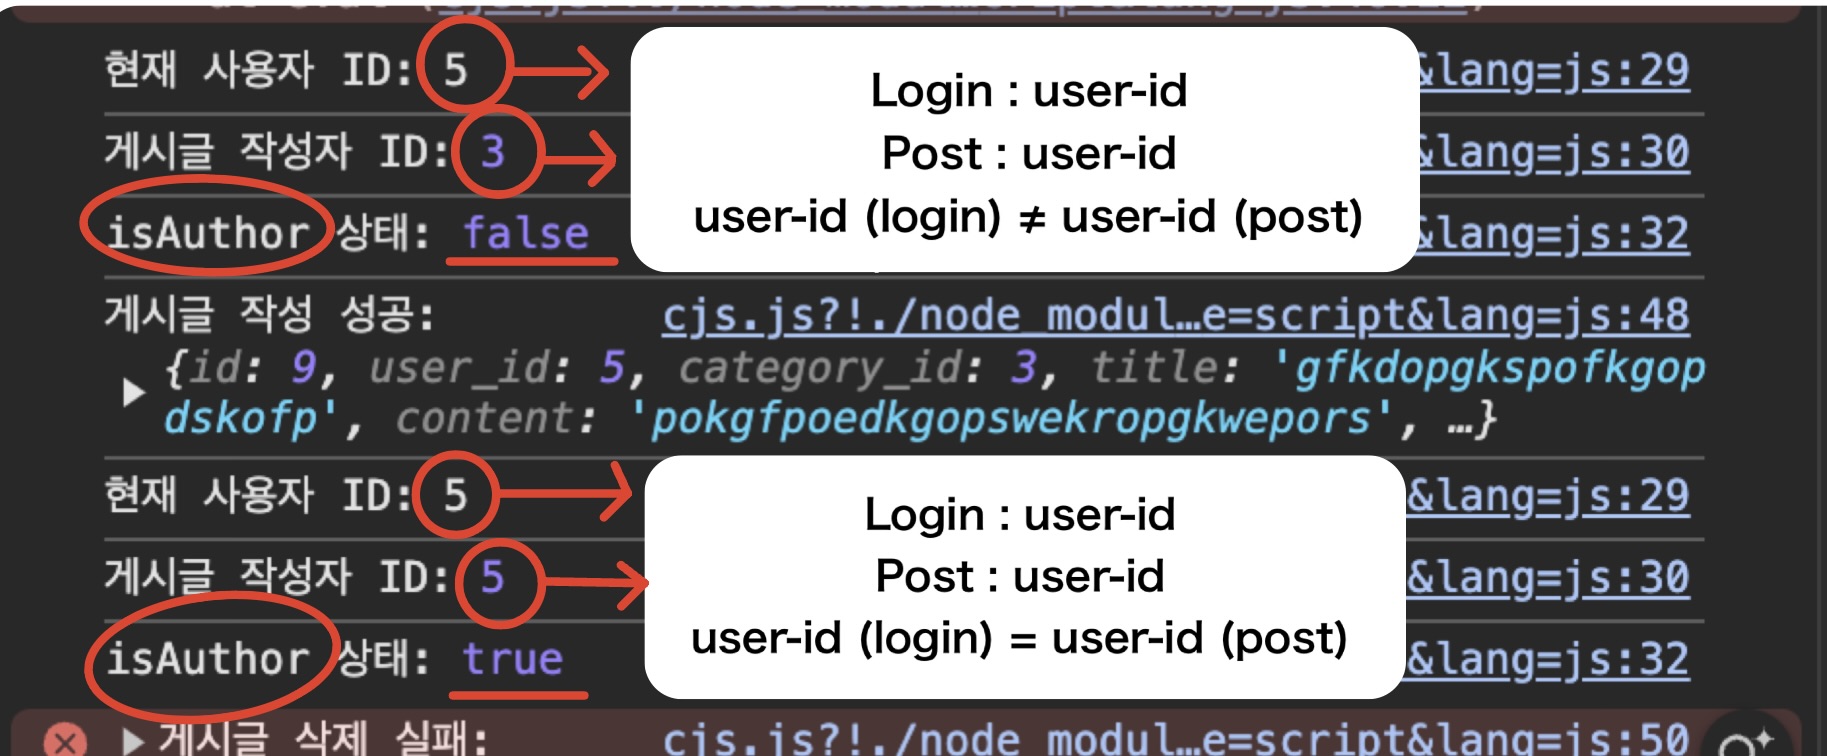 현재 사용자 ID: 5
&lang=js:29
게시글 작성자 ID: 3
&lang=js:30
isAuthor 상태: false
&lang=js:32
Login : user-id
Post : user-id
user-id (login) ≠ user-id (post)
게시글 작성 성공: cjs.js?!./node_modul…e=script&lang=js:48
{id: 9, user_id: 5, category_id: 3, title: 'gfkdopgkspofkgop
dskofp', content: 'pokgfpoedkgopswekropgkwepors', …}
현재 사용자 ID: 5
&lang=js:29
게시글 작성자 ID: 5
&lang=js:30
isAuthor 상태: true
&lang=js:32
Login : user-id
Post : user-id
user-id (login) = user-id (post)
게시글 삭제 실패: cjs.js?!./node_modul…e=script&lang=js:50